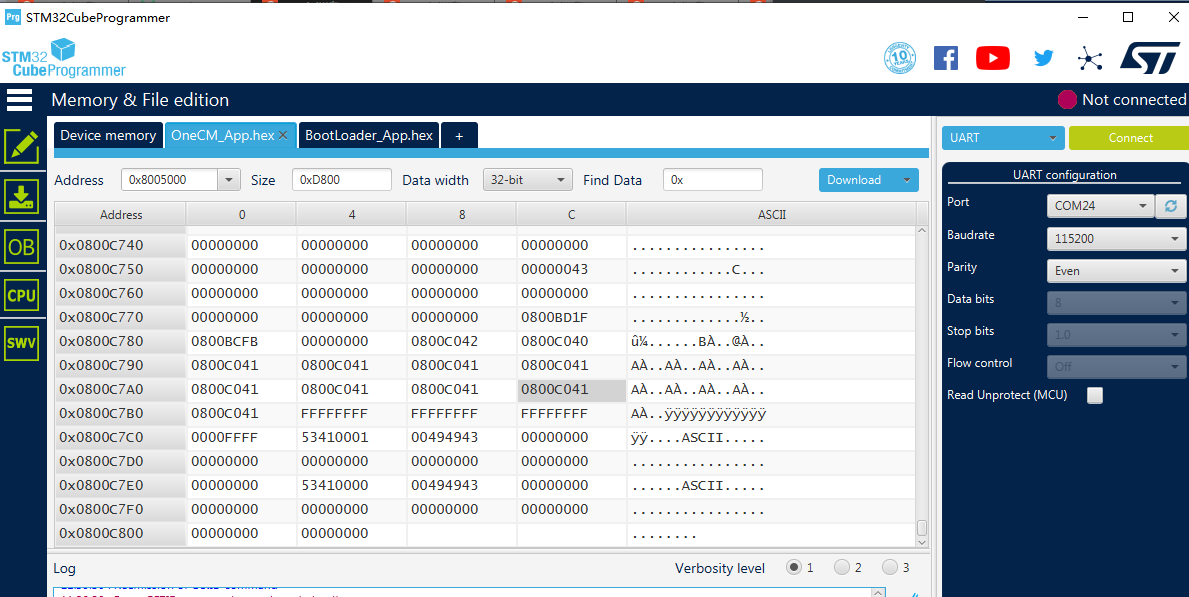 Prg STM32CubeProgrammer
STM32
CubeProgrammer
10 YEARS
ST
Memory & File edition
Not connected
Device memory OneCM_App.hex × BootLoader_App.hex +
Address 0x8005000 Size 0xD800 Data width 32-bit Find Data 0x Download
Address 0 4 8 C ASCII
0x0800C740 00000000 00000000 00000000 00000000 ................
0x0800C750 00000000 00000000 00000000 00000043 ............C...
0x0800C760 00000000 00000000 00000000 00000000 ................
0x0800C770 00000000 00000000 00000000 0800BD1F .............½..
0x0800C780 0800BCFB 00000000 0800C042 0800C040 û¼......BÀ..@À..
0x0800C790 0800C041 0800C041 0800C041 0800C041 AÀ..AÀ..AÀ..AÀ..
0x0800C7A0 0800C041 0800C041 0800C041 0800C041 AÀ..AÀ..AÀ..AÀ..
0x0800C7B0 0800C041 FFFFFFFF FFFFFFFF FFFFFFFF AÀ..ÿÿÿÿÿÿÿÿÿÿÿÿ
0x0800C7C0 0000FFFF 53410001 00494943 00000000 ÿÿ....ASCII.....
0x0800C7D0 00000000 00000000 00000000 00000000 ................
0x0800C7E0 00000000 53410000 00494943 00000000 ......ASCII.....
0x0800C7F0 00000000 00000000 00000000 00000000 ................
0x0800C800 00000000 00000000 ........
Log
Verbosity level 1 2 3
OB
CPU
SWV
UART Connect
UART configuration
Port COM24
Baudrate 115200
Parity Even
Data bits 8
Stop bits 1.0
Flow control Off
Read Unprotect (MCU)